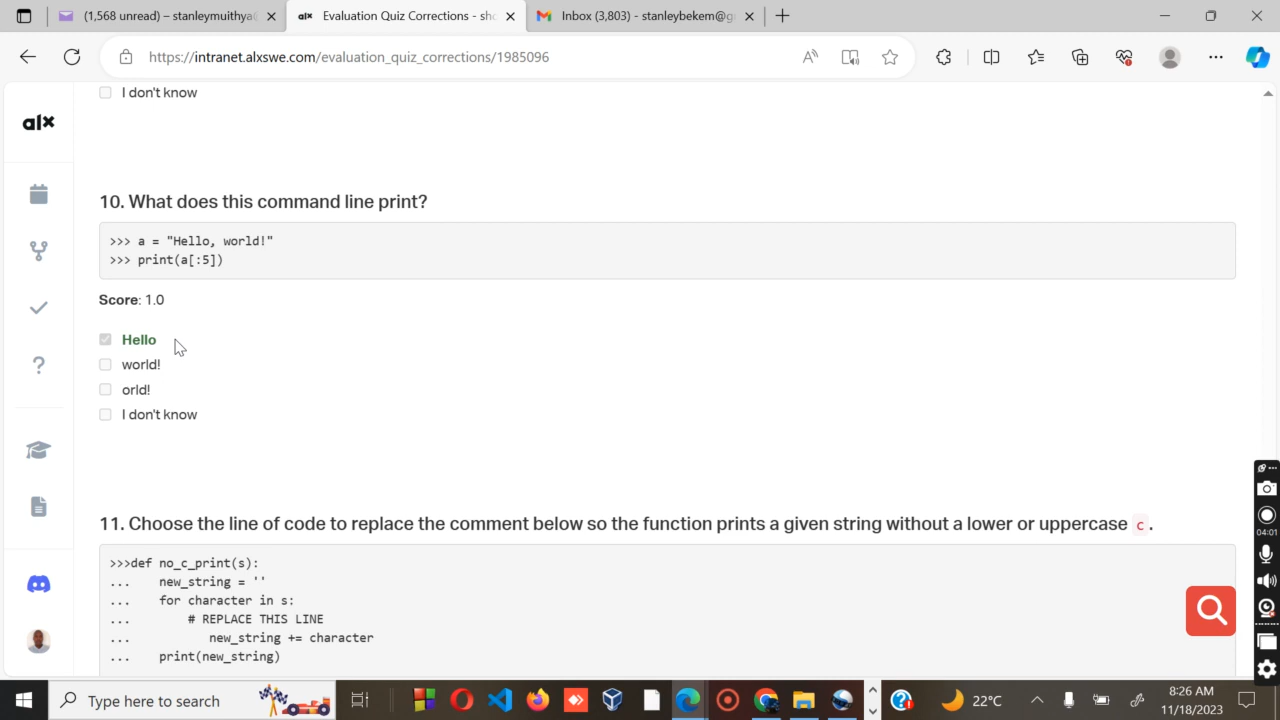 (1,568 unread) – stanleymuithya@
Evaluation Quiz Corrections - sho
Inbox (3,803) - stanleybekem@g
https://intranet.alxswe.com/evaluation_quiz_corrections/1985096
I don't know
alx
10. What does this command line print?
>>> a = "Hello, world!"
>>> print(a[:5])
Score: 1.0
Hello
world!
orld!
I don't know
11. Choose the line of code to replace the comment below so the function prints a given string without a lower or uppercase c .
>>>def no_c_print(s):
... new_string = ''
... for character in s:
... # REPLACE THIS LINE
... new_string += character
... print(new_string)
04:01
Type here to search
22°C
8:26 AM
11/18/2023